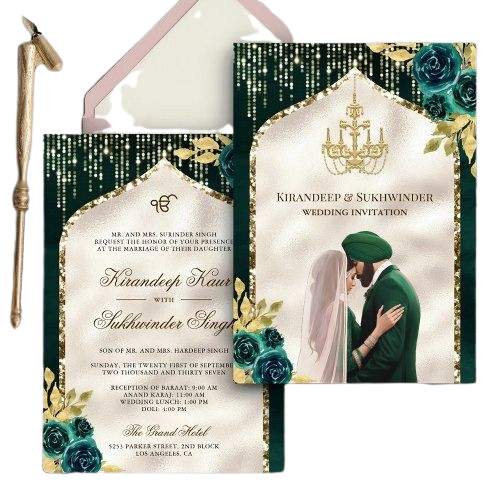 ੴ
MR. AND MRS. SURINDER SINGH
REQUEST THE HONOR OF YOUR PRESENCE
AT THE MARRIAGE OF THEIR DAUGHTER
Kirandeep Kaur
WITH
Sukhwinder Singh
SON OF MR. AND MRS. HARDEEP SINGH
SUNDAY, THE TWENTY FIRST OF SEPTEMBER
TWO THOUSAND AND THIRTY SEVEN
RECEPTION OF BARAAT: 9:00 AM
ANAND KARAJ: 11:00 AM
WEDDING LUNCH: 1:00 PM
DOLI: 4:00 PM
The Grand Hotel
5253 PARKER STREET, 2ND BLOCK
LOS ANGELES, CA
KIRANDEEP & SUKHWINDER
WEDDING INVITATION